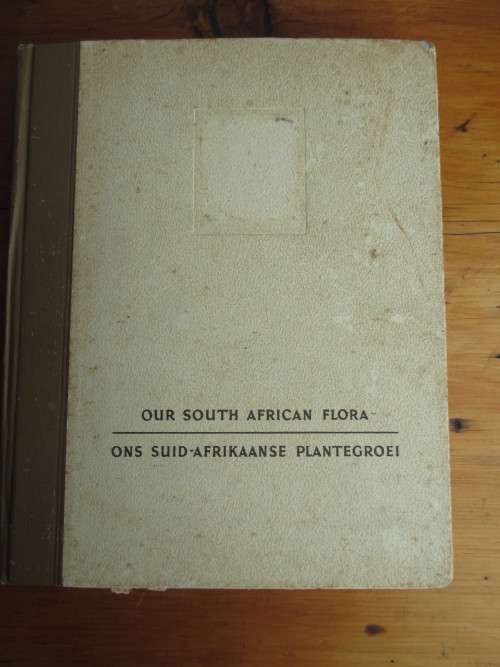 OUR SOUTH AFRICAN FLORA
ONS SUID-AFRIKAANSE PLANTEGROEI